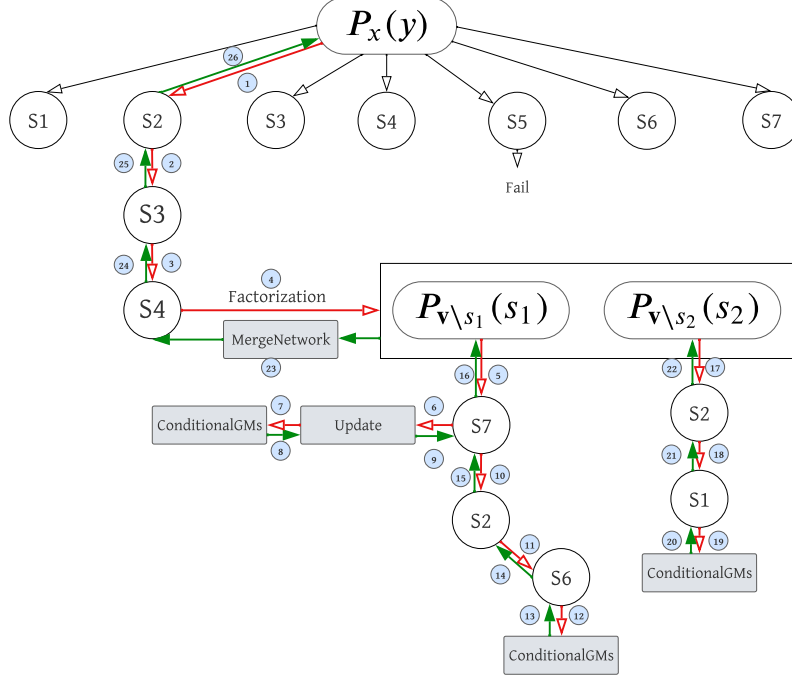 Pₓ(y)
26
1
S1
S2
S3
S4
S5
S6
S7
25
2
Fail
S3
24
3
4
Factorization
S4
P_{v\s₁}(s₁)
P_{v\s₂}(s₂)
MergeNetwork
23
16
5
22
17
7
6
S2
ConditionalGMs
Update
S7
8
9
15
10
21
18
S1
S2
11
20
19
14
S6
ConditionalGMs
13
12
ConditionalGMs